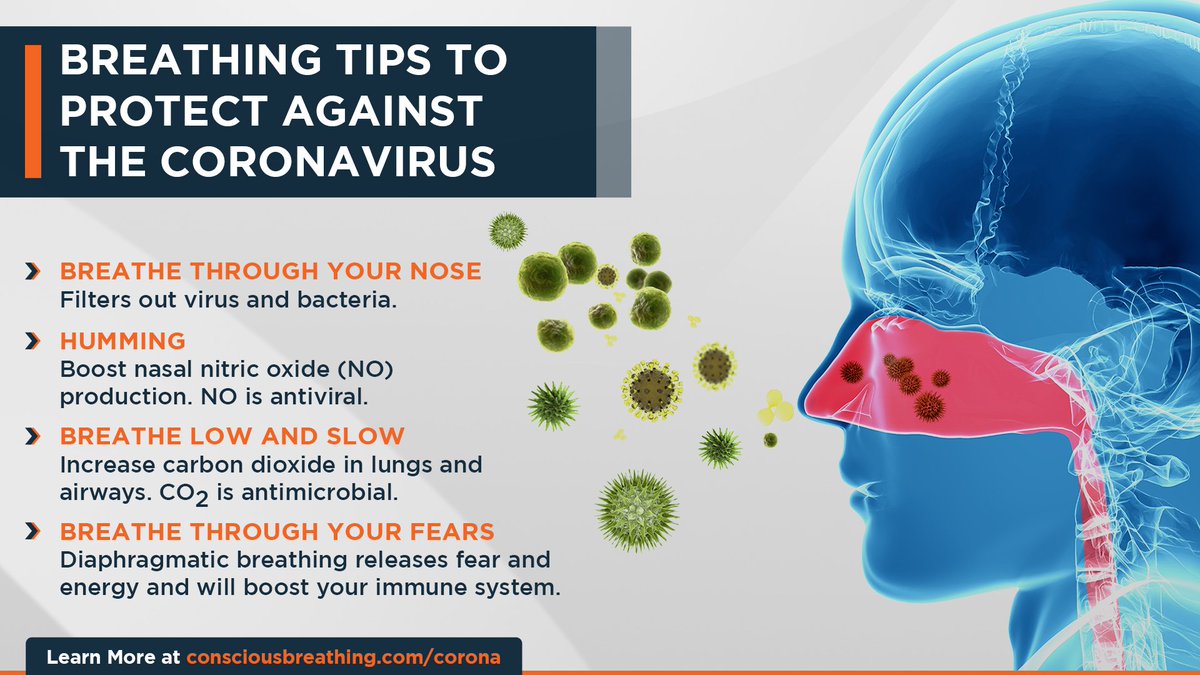 BREATHING TIPS TO
PROTECT AGAINST
THE CORONAVIRUS
BREATHE THROUGH YOUR NOSE
Filters out virus and bacteria.
HUMMING
Boost nasal nitric oxide (NO)
production. NO is antiviral.
BREATHE LOW AND SLOW
Increase carbon dioxide in lungs and
airways. CO2 is antimicrobial.
BREATHE THROUGH YOUR FEARS
Diaphragmatic breathing releases fear and
energy and will boost your immune system.
Learn More at consciousbreathing.com/corona